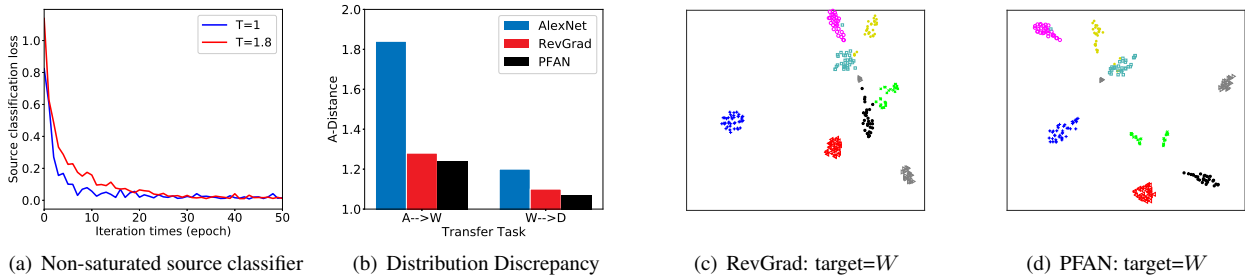 T=1
T=1.8
Source classification loss
1.0
0.8
0.6
0.4
0.2
0.0
0 10 20 30 40 50
Iteration times (epoch)
(a) Non-saturated source classifier
AlexNet
RevGrad
PFAN
A-Distance
2.0
1.8
1.6
1.4
1.2
1.0
A-->W W-->D
Transfer Task
(b) Distribution Discrepancy
(c) RevGrad: target=W
(d) PFAN: target=W